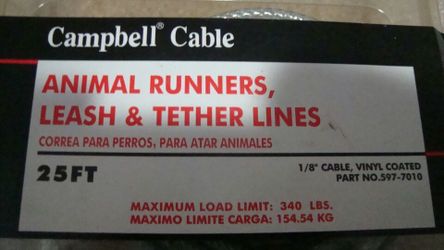 Campbell® Cable
ANIMAL RUNNERS,
LEASH & TETHER LINES
CORREA PARA PERROS, PARA ATAR ANIMALES
25FT
1/8" CABLE, VINYL COATED
PART NO.597-7010
MAXIMUM LOAD LIMIT: 340 LBS.
MAXIMO LIMITE CARGA: 154.54 KG